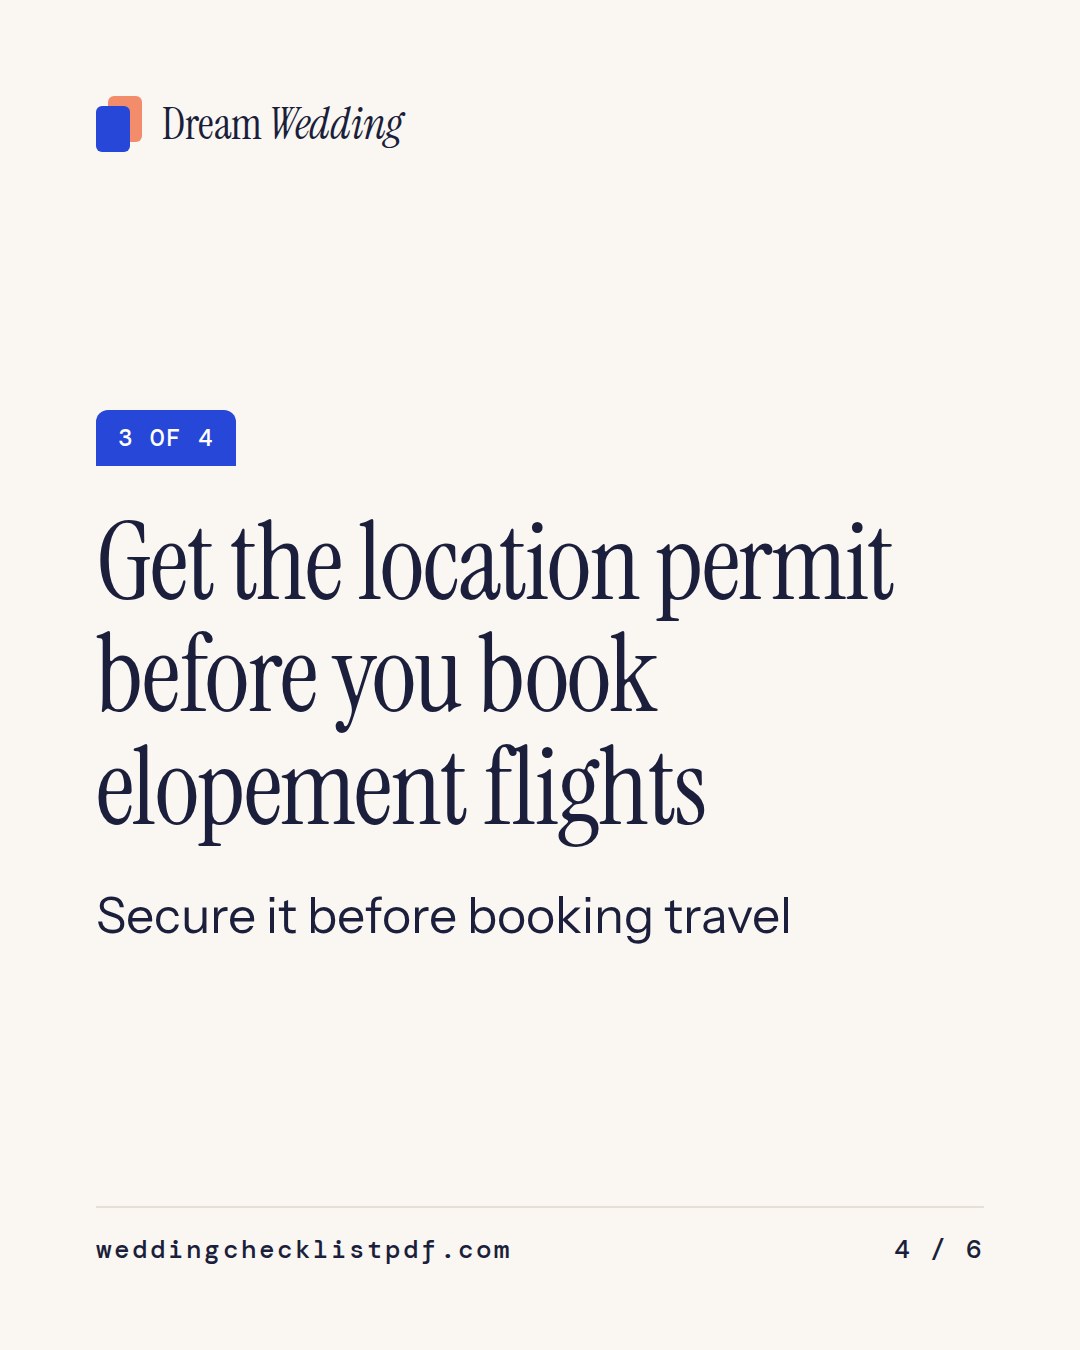 Dream Wedding
3 OF 4
Get the location permit
before you book
elopement flights
Secure it before booking travel
weddingchecklistpdf.com
4 / 6